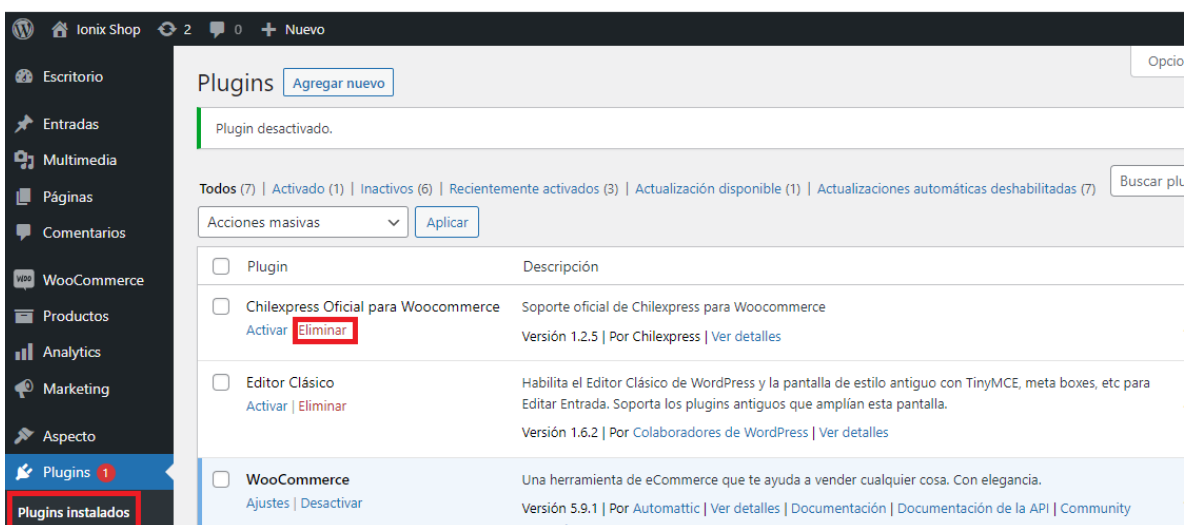 Ionix Shop 2 0 + Nuevo
Escritorio
Entradas
Multimedia
Páginas
Comentarios
WOO WooCommerce
Productos
Analytics
Marketing
Aspecto
Plugins 1
Plugins instalados
Opcio
Plugins Agregar nuevo
Plugin desactivado.
Todos (7) | Activado (1) | Inactivos (6) | Recientemente activados (3) | Actualización disponible (1) | Actualizaciones automáticas deshabilitadas (7)
Buscar plu
Acciones masivas Aplicar
Plugin Descripción
Chilexpress Oficial para Woocommerce Soporte oficial de Chilexpress para Woocommerce
Activar Eliminar Versión 1.2.5 | Por Chilexpress | Ver detalles
Editor Clásico Habilita el Editor Clásico de WordPress y la pantalla de estilo antiguo con TinyMCE, meta boxes, etc para
Activar | Eliminar Editar Entrada. Soporta los plugins antiguos que amplían esta pantalla.
Versión 1.6.2 | Por Colaboradores de WordPress | Ver detalles
WooCommerce Una herramienta de eCommerce que te ayuda a vender cualquier cosa. Con elegancia.
Ajustes | Desactivar Versión 5.9.1 | Por Automattic | Ver detalles | Documentación | Documentación de la API | Community